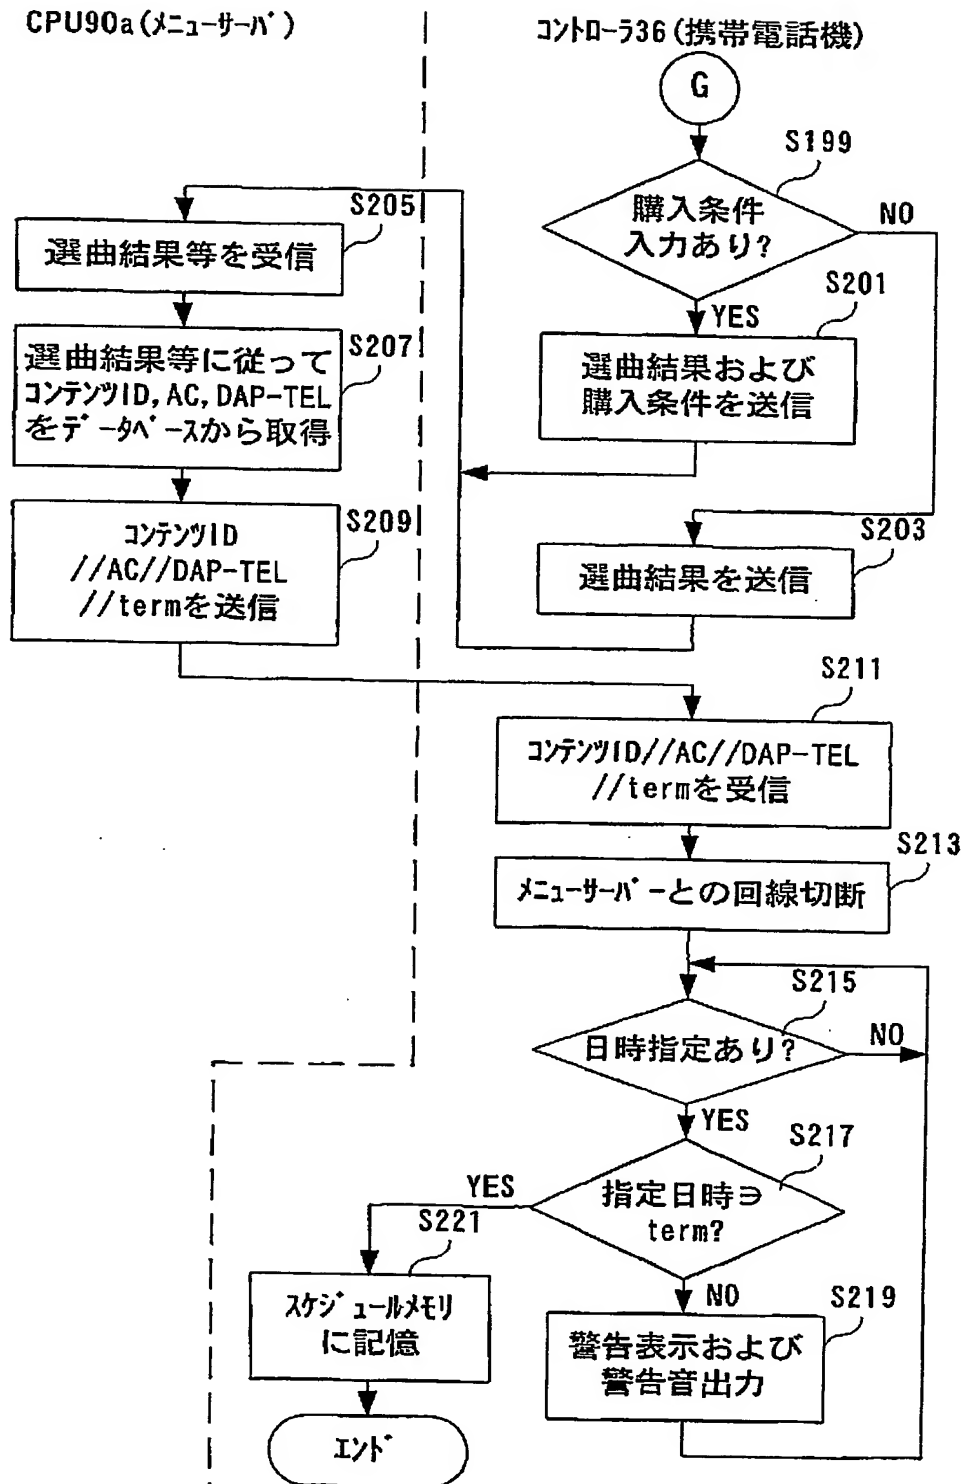 CPU90a(ﾒﾆｭｰｻｰﾊﾞ)
ｺﾝﾄﾛｰﾗ36(携帯電話機)
G
S199
購入条件
入力あり?
NO
YES
S201
選曲結果および
購入条件を送信
S203
選曲結果を送信
S205
選曲結果等を受信
S207
選曲結果等に従って
ｺﾝﾃﾝﾂID,AC,DAP-TEL
をﾃﾞｰﾀﾍﾞｰｽから取得
S209
ｺﾝﾃﾝﾂID
//AC//DAP-TEL
//termを送信
S211
ｺﾝﾃﾝﾂID//AC//DAP-TEL
//termを受信
S213
ﾒﾆｭｰｻｰﾊﾞｰとの回線切断
S215
日時指定あり?
NO
YES
S217
指定日時∋
term?
YES
NO
S219
警告表示および
警告音出力
S221
ｽｹｼﾞｭｰﾙﾒﾓﾘ
に記憶
ｴﾝﾄﾞ